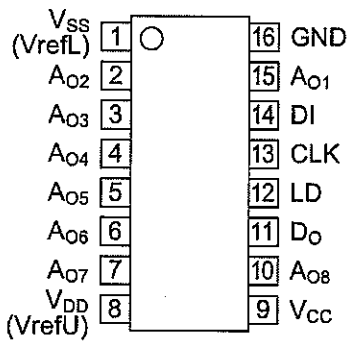 VSS
(VrefL) 1 16 GND
AO2 2 15 AO1
AO3 3 14 DI
AO4 4 13 CLK
AO5 5 12 LD
AO6 6 11 DO
AO7 7 10 AO8
VDD
(VrefU) 8 9 VCC